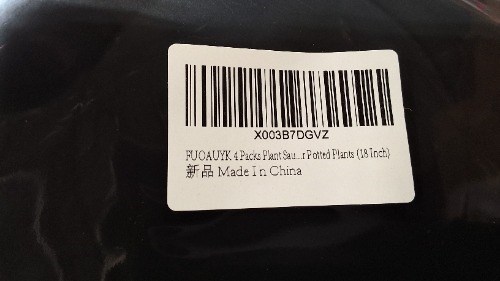 X003B7DGVZ
FUOAUYK 4 Packs Plant Sau...r Potted Plants (18 Inch)
新品 Made In China